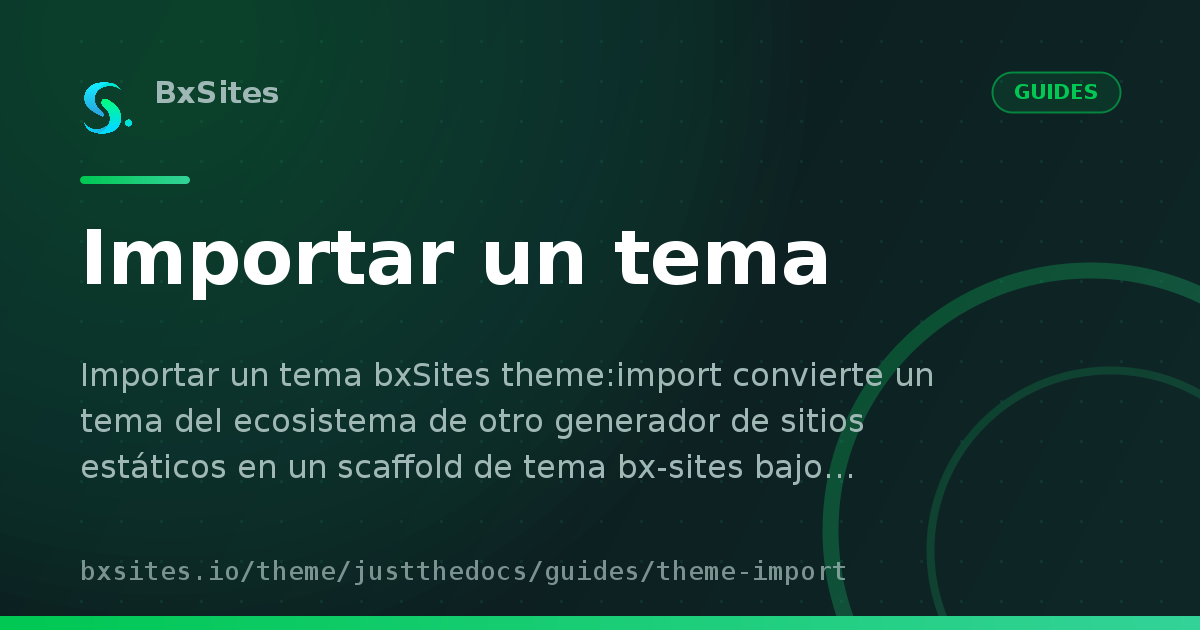 BxSites
GUIDES
Importar un tema
Importar un tema bxSites theme:import convierte un
tema del ecosistema de otro generador de sitios
estáticos en un scaffold de tema bx-sites bajo...
bxsites.io/theme/justthedocs/guides/theme-import